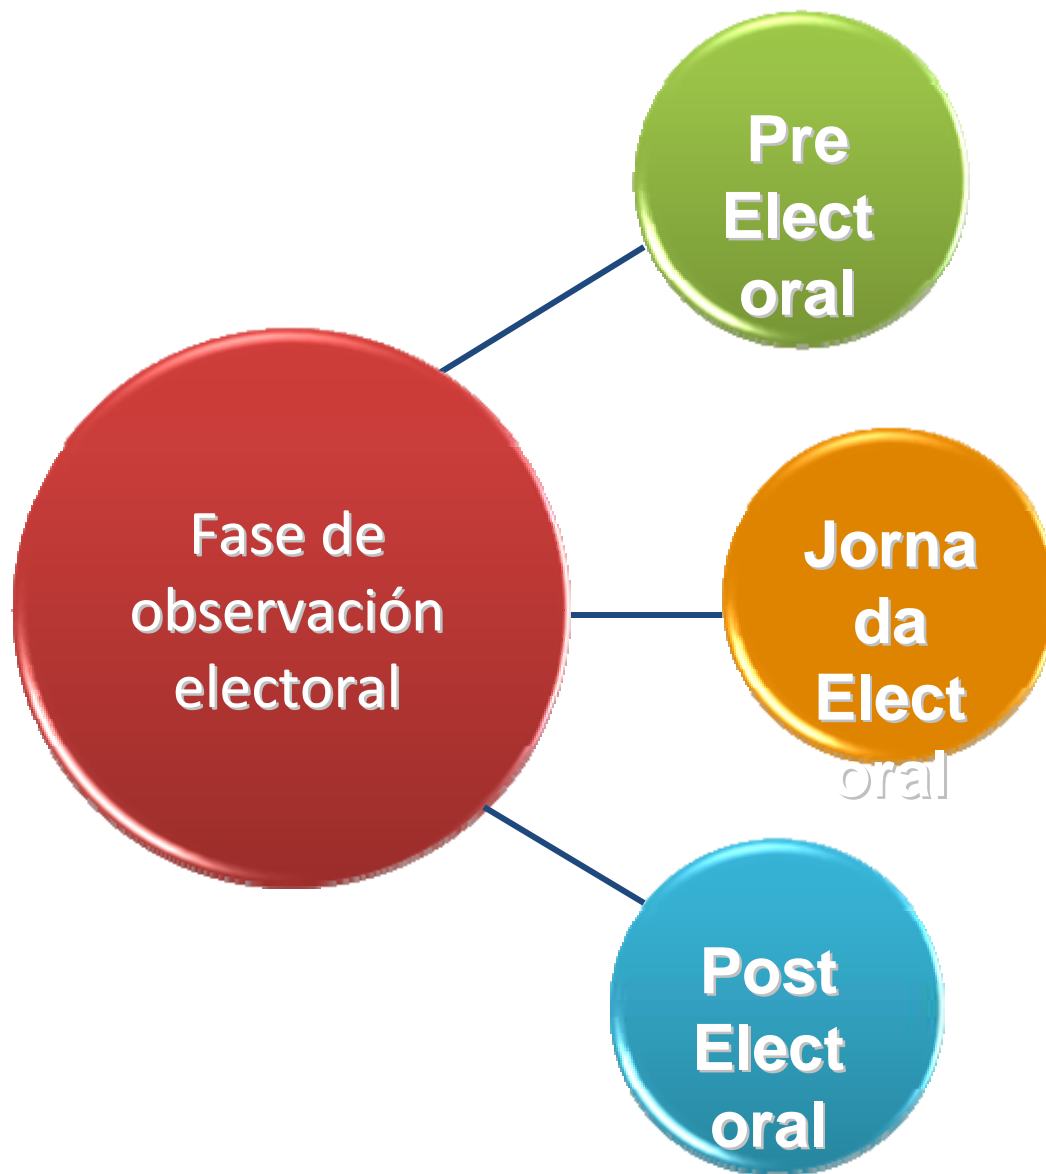 Pre
Elect
oral
Fase de
observación
electoral
Jorna
da
Elect
oral
Post
Elect
oral